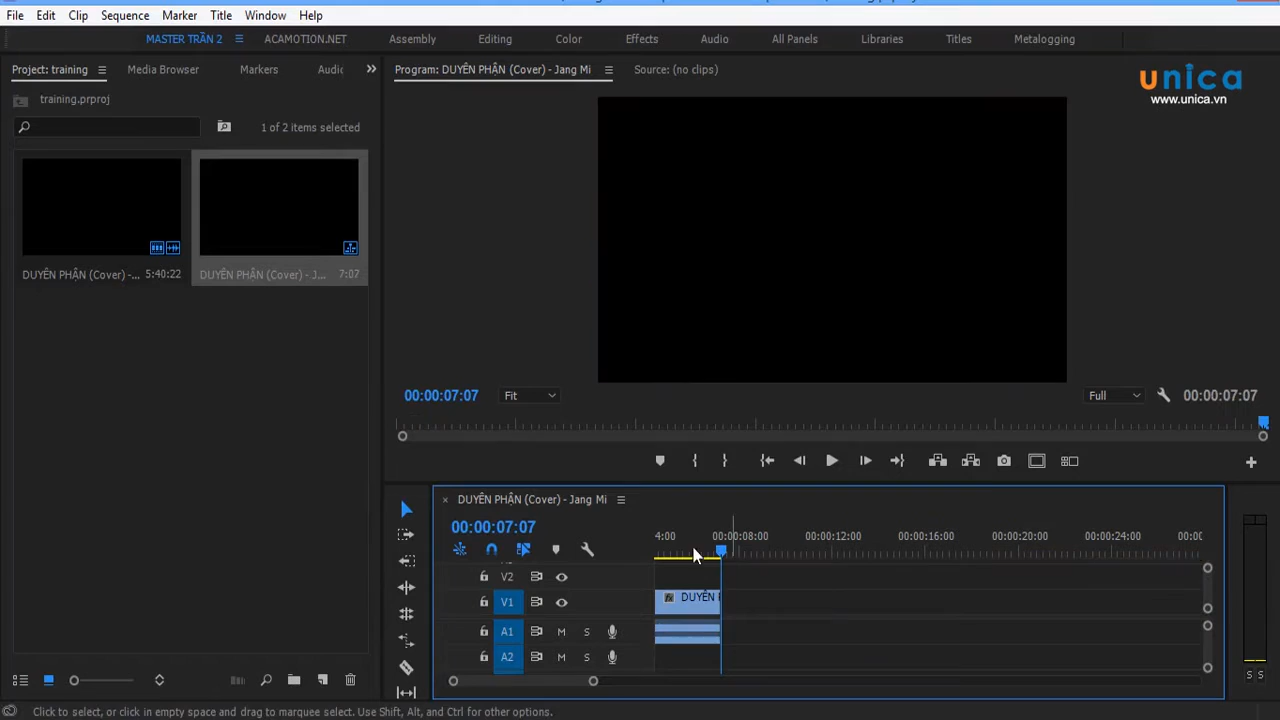 File Edit Clip Sequence Marker Title Window Help
MASTER TRẦN 2 ACAMOTION.NET Assembly Editing Color Effects Audio All Panels Libraries Titles Metalogging
Project: training Media Browser Markers Audi »
Program: DUYÊN PHẬN (Cover) - Jang Mi Source: (no clips)
unica
www.unica.vn
training.prproj
1 of 2 items selected
DUYÊN PHẬN (Cover) -... 5:40:22 DUYÊN PHẬN (Cover) - J... 7:07
00:00:07:07 Fit Full 00:00:07:07
DUYÊN PHẬN (Cover) - Jang Mi
00:00:07:07
4:00 00:00:08:00 00:00:12:00 00:00:16:00 00:00:20:00 00:00:24:00 00:00
V2
V1 fx DUYÊN
A1 M S
A2 M S
S S
Click to select, or click in empty space and drag to marquee select. Use Shift, Alt, and Ctrl for other options.